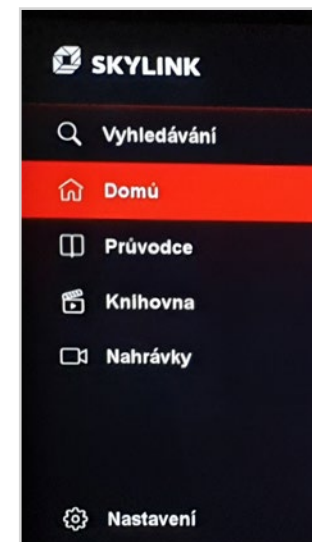 SKYLINK
Vyhledávání
Domů
Průvodce
Knihovna
Nahrávky
Nastavení